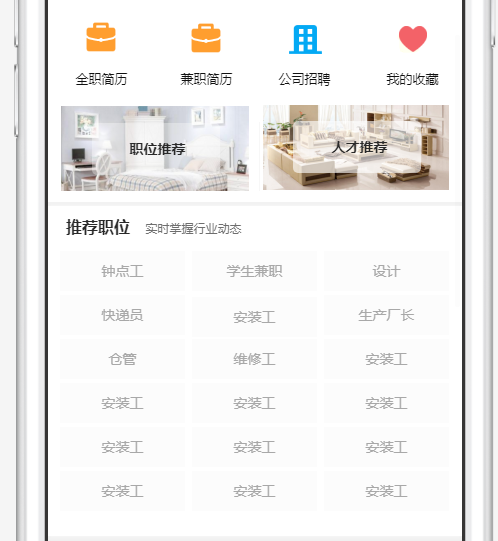 全职简历 兼职简历 公司招聘 我的收藏
职位推荐 人才推荐
推荐职位 实时掌握行业动态
钟点工 学生兼职 设计
快递员 安装工 生产厂长
仓管 维修工 安装工
安装工 安装工 安装工
安装工 安装工 安装工
安装工 安装工 安装工